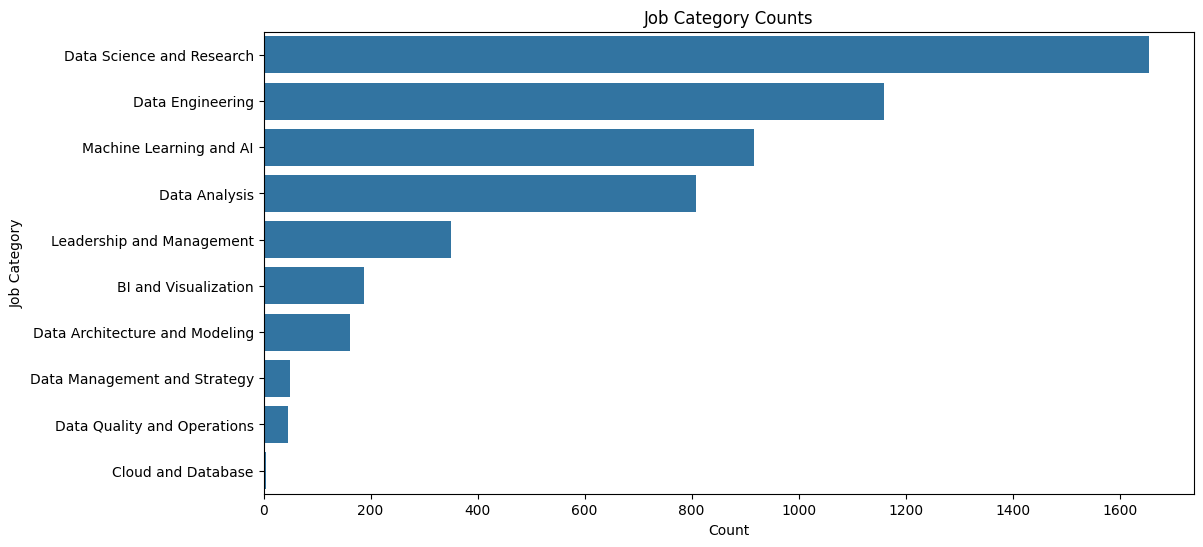 Job Category Counts
Data Science and Research
Data Engineering
Machine Learning and AI
Data Analysis
Leadership and Management
BI and Visualization
Data Architecture and Modeling
Data Management and Strategy
Data Quality and Operations
Cloud and Database
Job Category
0 200 400 600 800 1000 1200 1400 1600
Count